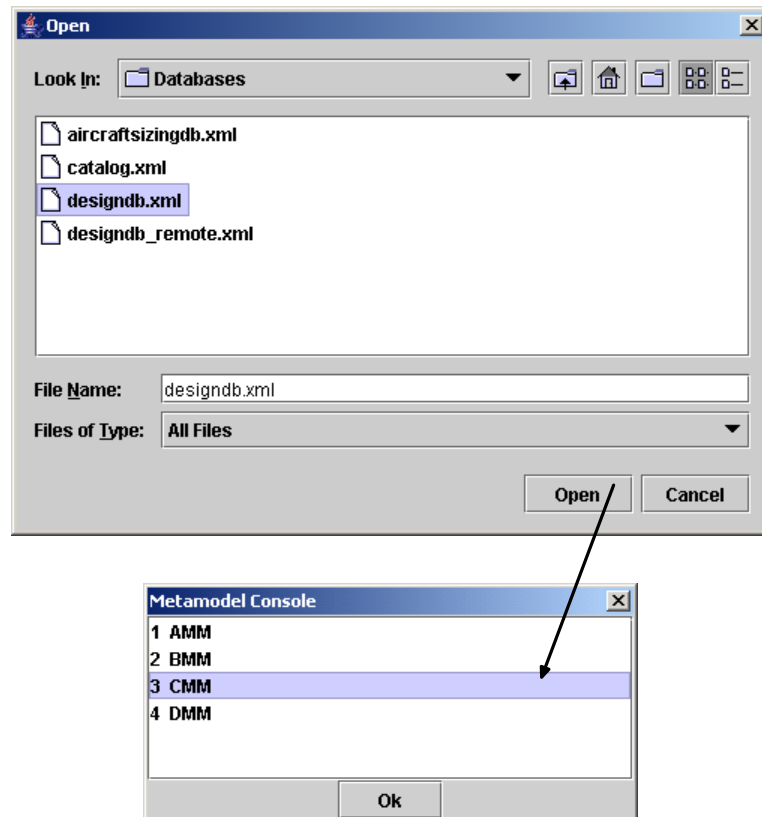 Open
Look In: Databases
aircraftsizingdb.xml
catalog.xml
designdb.xml
designdb_remote.xml
File Name: designdb.xml
Files of Type: All Files
Open Cancel
Metamodel Console
1 AMM
2 BMM
3 CMM
4 DMM
Ok